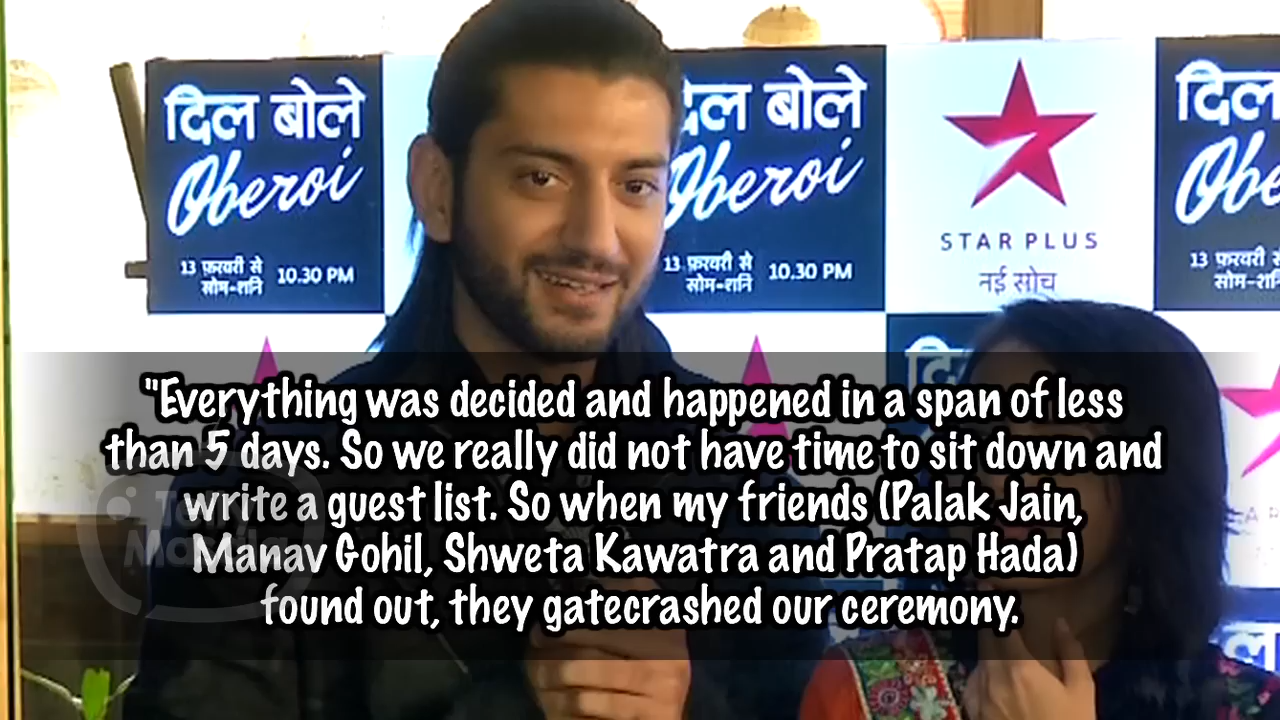 दिल बोले
Oberoi
13 फ़रवरी से
सोम-शनि
10.30 PM
दिल बोले
Oberoi
13 फ़रवरी से
सोम-शनि
10.30 PM
STAR PLUS
नई सोच
"Everything was decided and happened in a span of less
than 5 days. So we really did not have time to sit down and
write a guest list. So when my friends (Palak Jain,
Manav Gohil, Shweta Kawatra and Pratap Hada)
found out, they gatecrashed our ceremony.